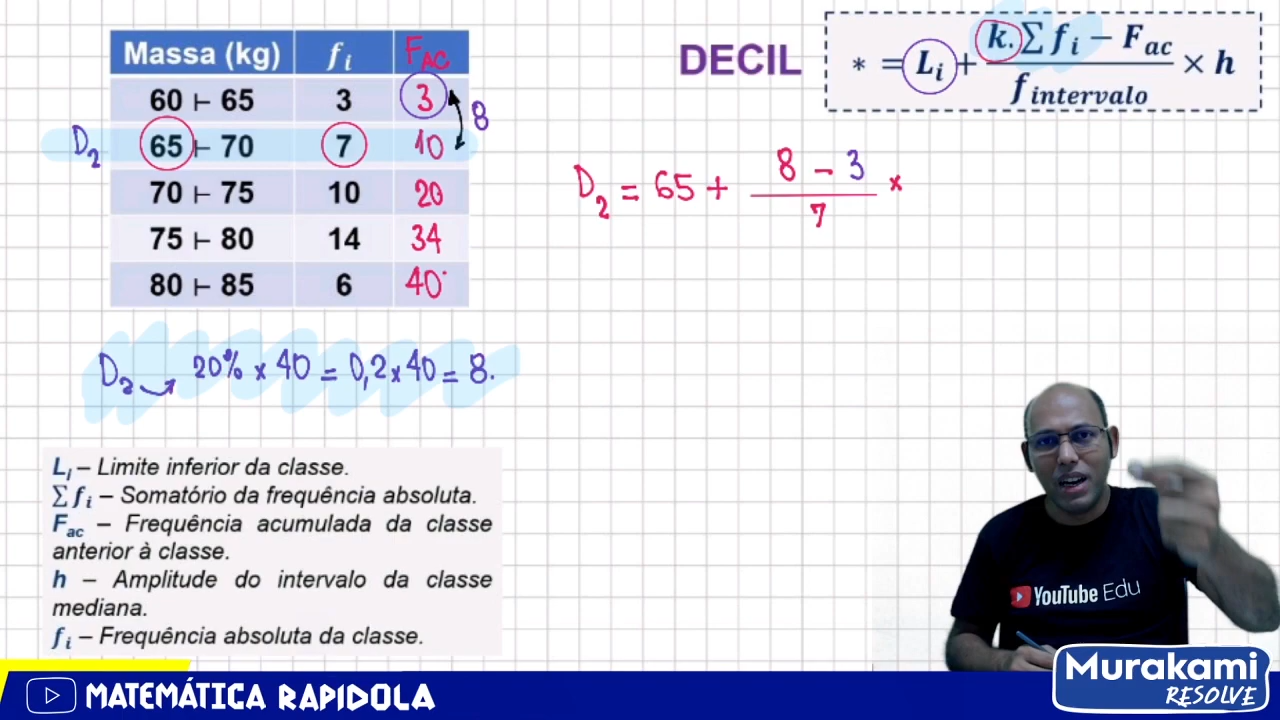 Massa (kg) fi FAC
60 ⊢ 65 3 3
65 ⊢ 70 7 10
70 ⊢ 75 10 20
75 ⊢ 80 14 34
80 ⊢ 85 6 40
8
D2
DECIL
* = Li + (k.∑fi − Fac) / fintervalo × h
D2 = 65 + (8 − 3) / 7 ×
D2 → 20% × 40 = 0,2 × 40 = 8.
Li – Limite inferior da classe.
∑fi – Somatório da frequência absoluta.
Fac – Frequência acumulada da classe
anterior à classe.
h – Amplitude do intervalo da classe
mediana.
fi – Frequência absoluta da classe.
YouTube Edu
MATEMÁTICA RAPIDOLA
Murakami
RESOLVE